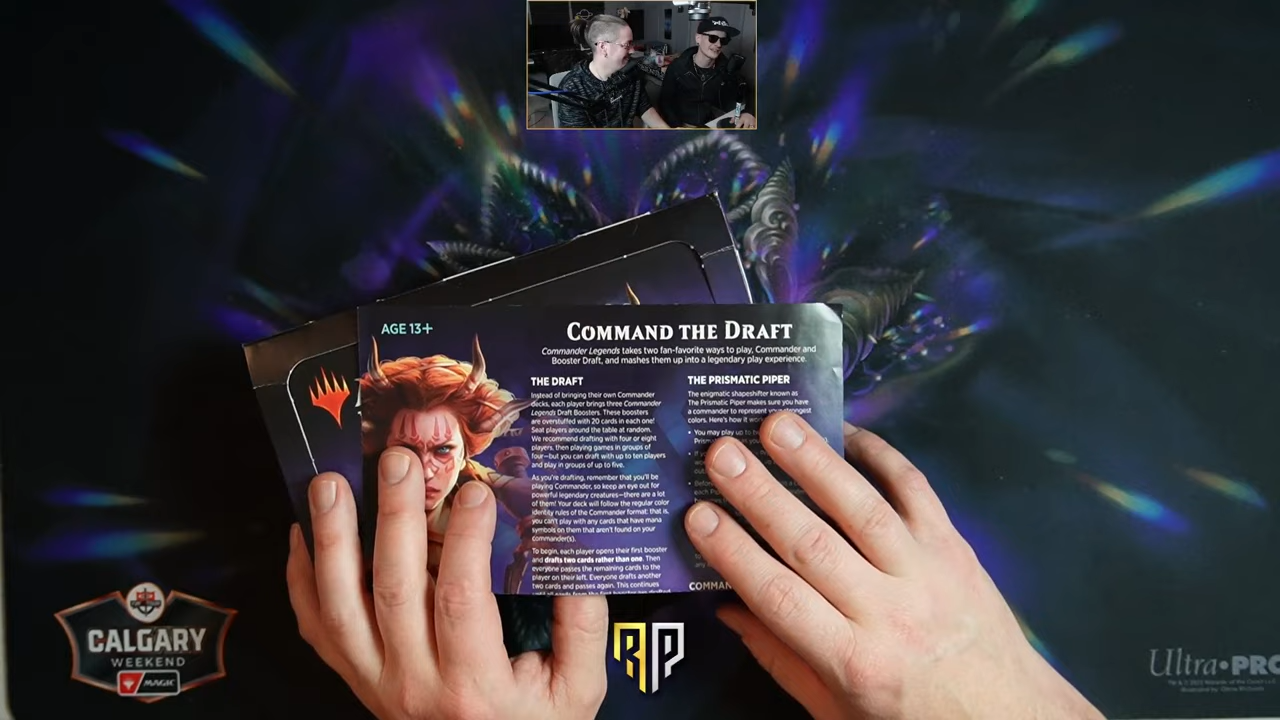 AGE 13+
COMMAND THE DRAFT
Commander Legends takes two fan-favorite ways to play, Commander and
Booster Draft, and mashes them up into a legendary play experience.
THE DRAFT
Instead of bringing their own Commander
decks, each player brings three Commander
Legends Draft Boosters. These boosters
are overstuffed with 20 cards in each one!
Seat players around the table at random.
We recommend drafting with four or eight
players, then playing games in groups of
four—but you can draft with up to ten players
and play in groups of up to five.
As you're drafting, remember that you'll be
playing Commander, so keep an eye out for
powerful legendary creatures—there are a lot
of them! Your deck will follow the regular color
identity rules of the Commander format: that is,
you can't play with any cards that have mana
symbols on them that aren't found on your
commander(s).
To begin, each player opens their first booster
and drafts two cards rather than one. Then
everyone passes the remaining cards to the
player on their left. Everyone drafts another
two cards and passes again. This continues
THE PRISMATIC PIPER
The enigmatic shapeshifter known as
The Prismatic Piper makes sure you have
a commander to represent your strongest
colors. Here's how it
• You may play up to
CALGARY
WEEKEND
MAGIC
RP
Ultra•PRO